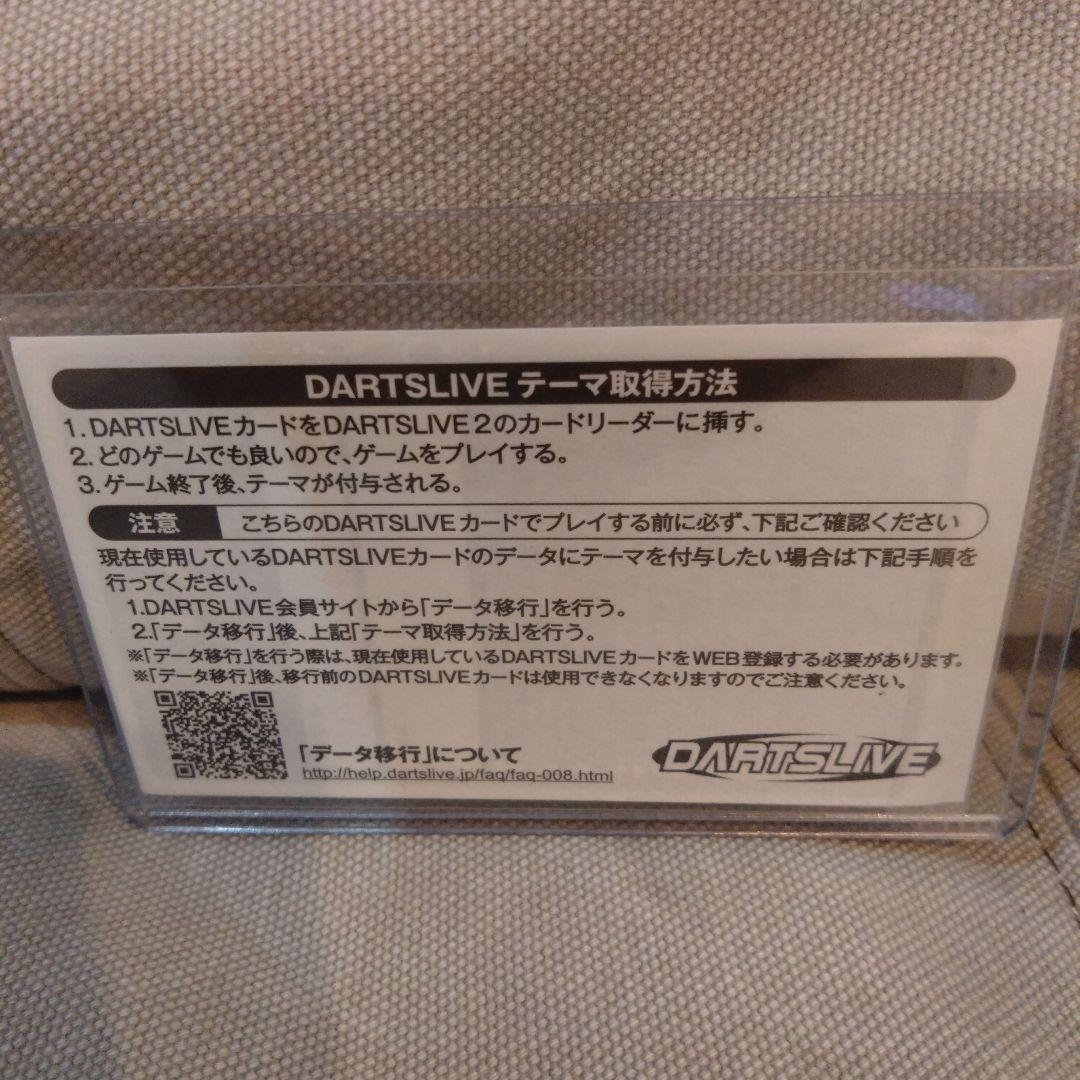 DARTSLIVE テーマ取得方法
1. DARTSLIVEカードをDARTSLIVE2のカードリーダーに挿す。
2. どのゲームでも良いので、ゲームをプレイする。
3. ゲーム終了後、テーマが付与される。
注意 こちらのDARTSLIVEカードでプレイする前に必ず、下記ご確認ください
現在使用しているDARTSLIVEカードのデータにテーマを付与したい場合は下記手順を
行ってください。
1.DARTSLIVE会員サイトから「データ移行」を行う。
2.「データ移行」後、上記「テーマ取得方法」を行う。
※「データ移行」を行う際は、現在使用しているDARTSLIVEカードをWEB登録する必要があります。
※「データ移行」後、移行前のDARTSLIVEカードは使用できなくなりますのでご注意ください。
「データ移行」について
http://help.dartslive.jp/faq/faq-008.html
DARTSLIVE